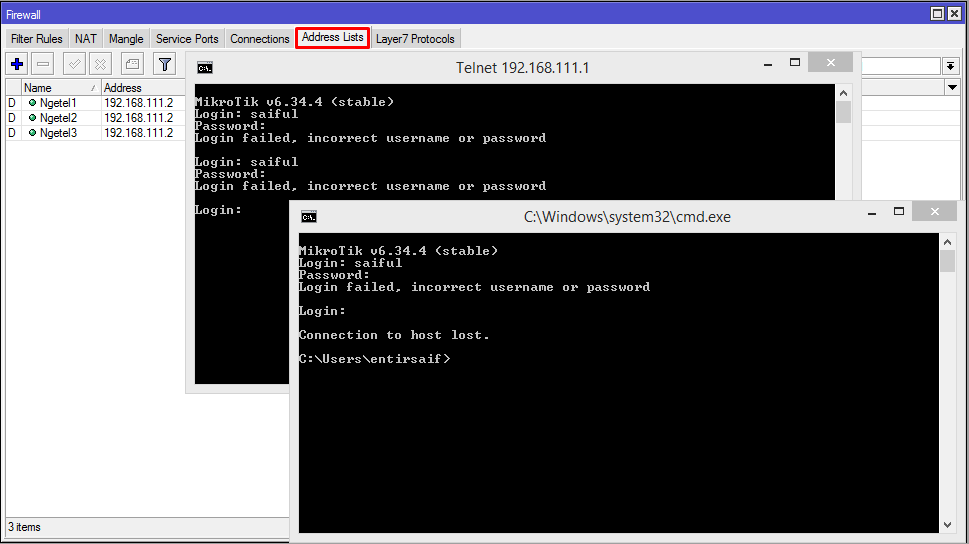 Firewall
Filter Rules NAT Mangle Service Ports Connections Address Lists Layer7 Protocols
Name / Address
D Ngetel1 192.168.111.2
D Ngetel2 192.168.111.2
D Ngetel3 192.168.111.2
3 items
C:\.
Telnet 192.168.111.1
MikroTik v6.34.4 (stable)
Login: saiful
Password:
Login failed, incorrect username or password
Login: saiful
Password:
Login failed, incorrect username or password
Login:
C:\.
C:\Windows\system32\cmd.exe
MikroTik v6.34.4 (stable)
Login: saiful
Password:
Login failed, incorrect username or password
Login:
Connection to host lost.
C:\Users\entirsaif>